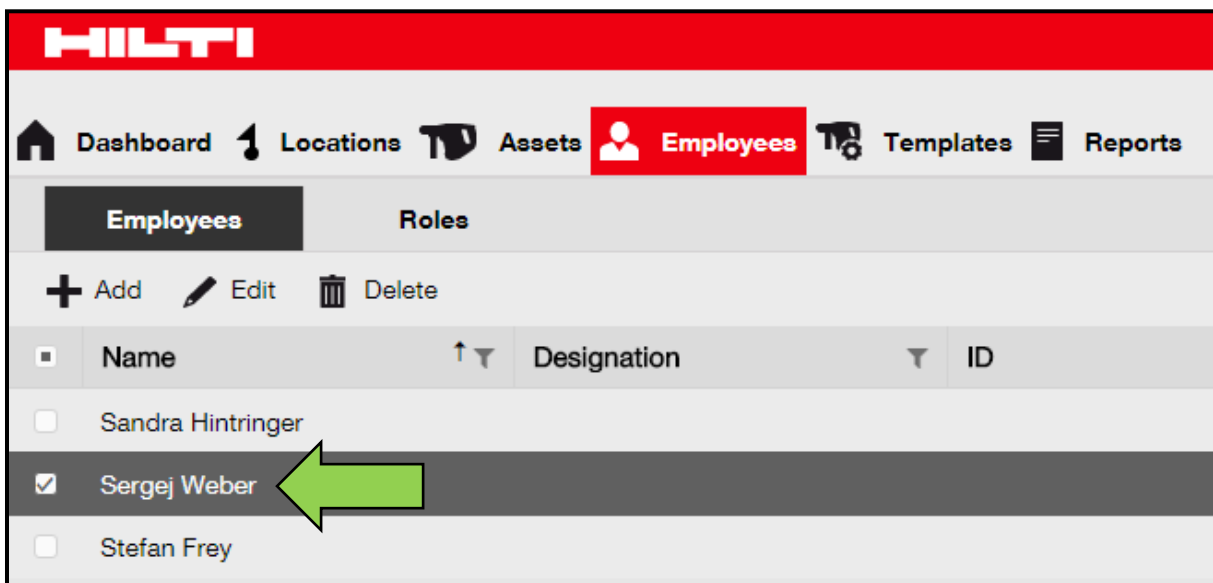 HILTI
Dashboard Locations Assets Employees Templates Reports
Employees Roles
Add Edit Delete
Name Designation ID
Sandra Hintringer
Sergej Weber
Stefan Frey